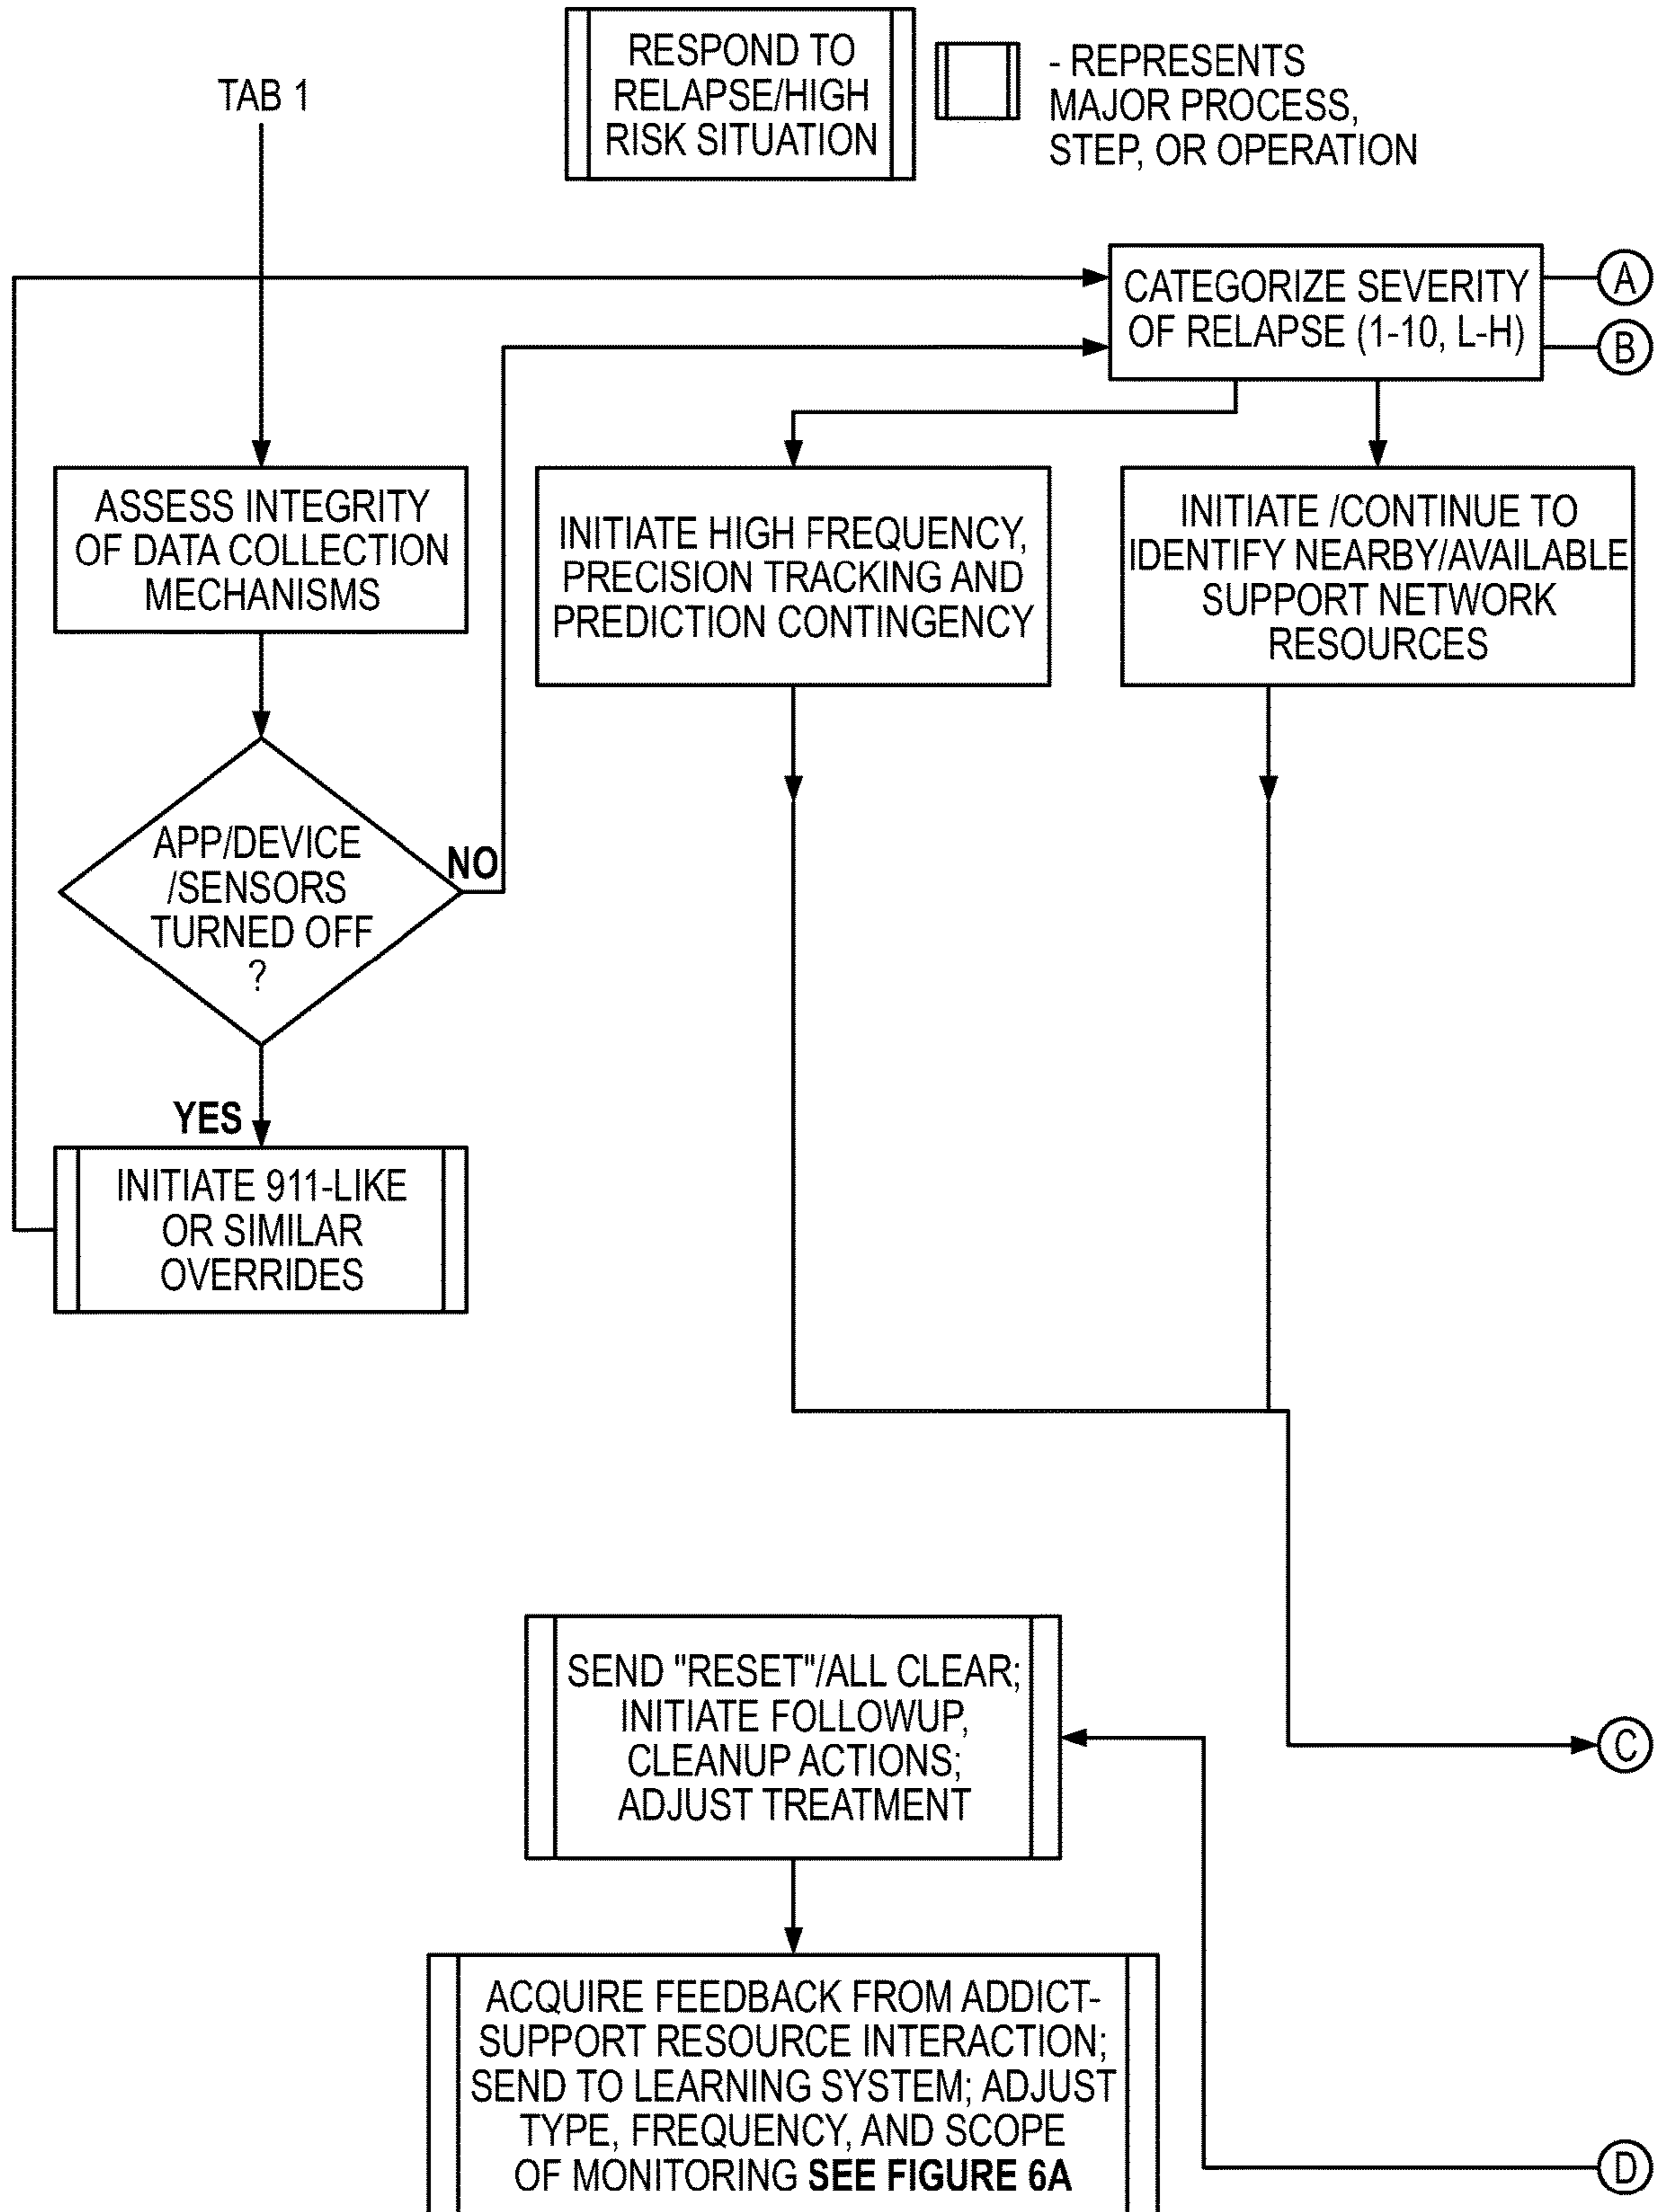 RESPOND TO
RELAPSE/HIGH
RISK SITUATION
- REPRESENTS
MAJOR PROCESS,
STEP, OR OPERATION
TAB 1
CATEGORIZE SEVERITY
OF RELAPSE (1-10, L-H)
A
B
ASSESS INTEGRITY
OF DATA COLLECTION
MECHANISMS
INITIATE HIGH FREQUENCY,
PRECISION TRACKING AND
PREDICTION CONTINGENCY
INITIATE /CONTINUE TO
IDENTIFY NEARBY/AVAILABLE
SUPPORT NETWORK
RESOURCES
APP/DEVICE
/SENSORS
TURNED OFF
?
NO
YES
INITIATE 911-LIKE
OR SIMILAR
OVERRIDES
SEND "RESET"/ALL CLEAR;
INITIATE FOLLOWUP,
CLEANUP ACTIONS;
ADJUST TREATMENT
C
ACQUIRE FEEDBACK FROM ADDICT-
SUPPORT RESOURCE INTERACTION;
SEND TO LEARNING SYSTEM; ADJUST
TYPE, FREQUENCY, AND SCOPE
OF MONITORING SEE FIGURE 6A
D